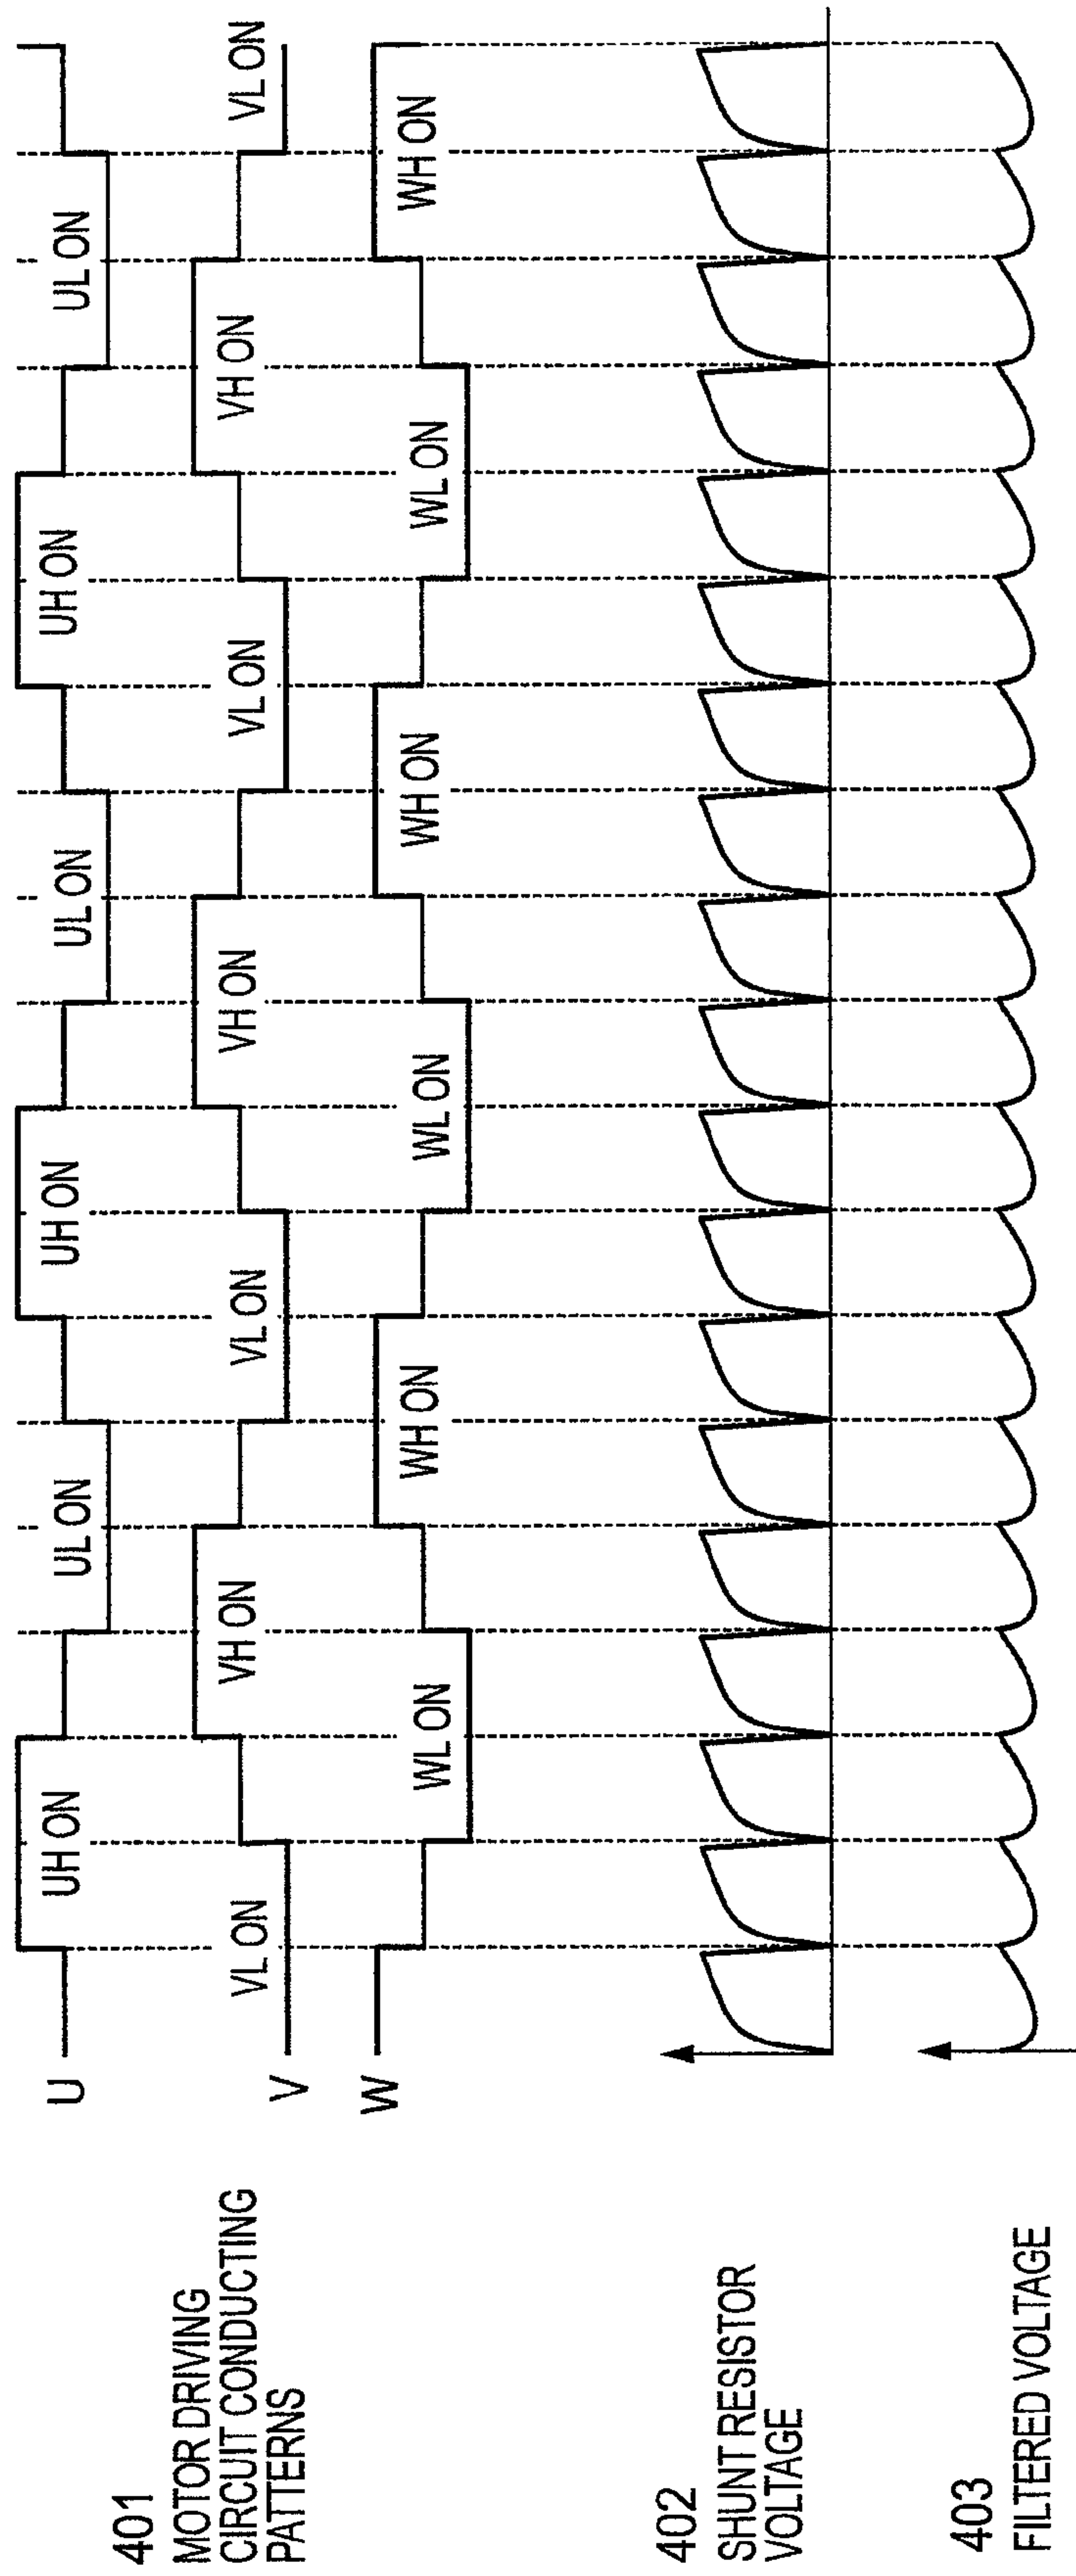 401
MOTOR DRIVING
CIRCUIT CONDUCTING
PATTERNS
U
UH ON
UL ON
UH ON
UL ON
UH ON
UL ON
V
VL ON
VH ON
VL ON
VH ON
VL ON
VH ON
VL ON
W
WL ON
WH ON
WL ON
WH ON
WL ON
WH ON
402
SHUNT RESISTOR
VOLTAGE
403
FILTERED VOLTAGE